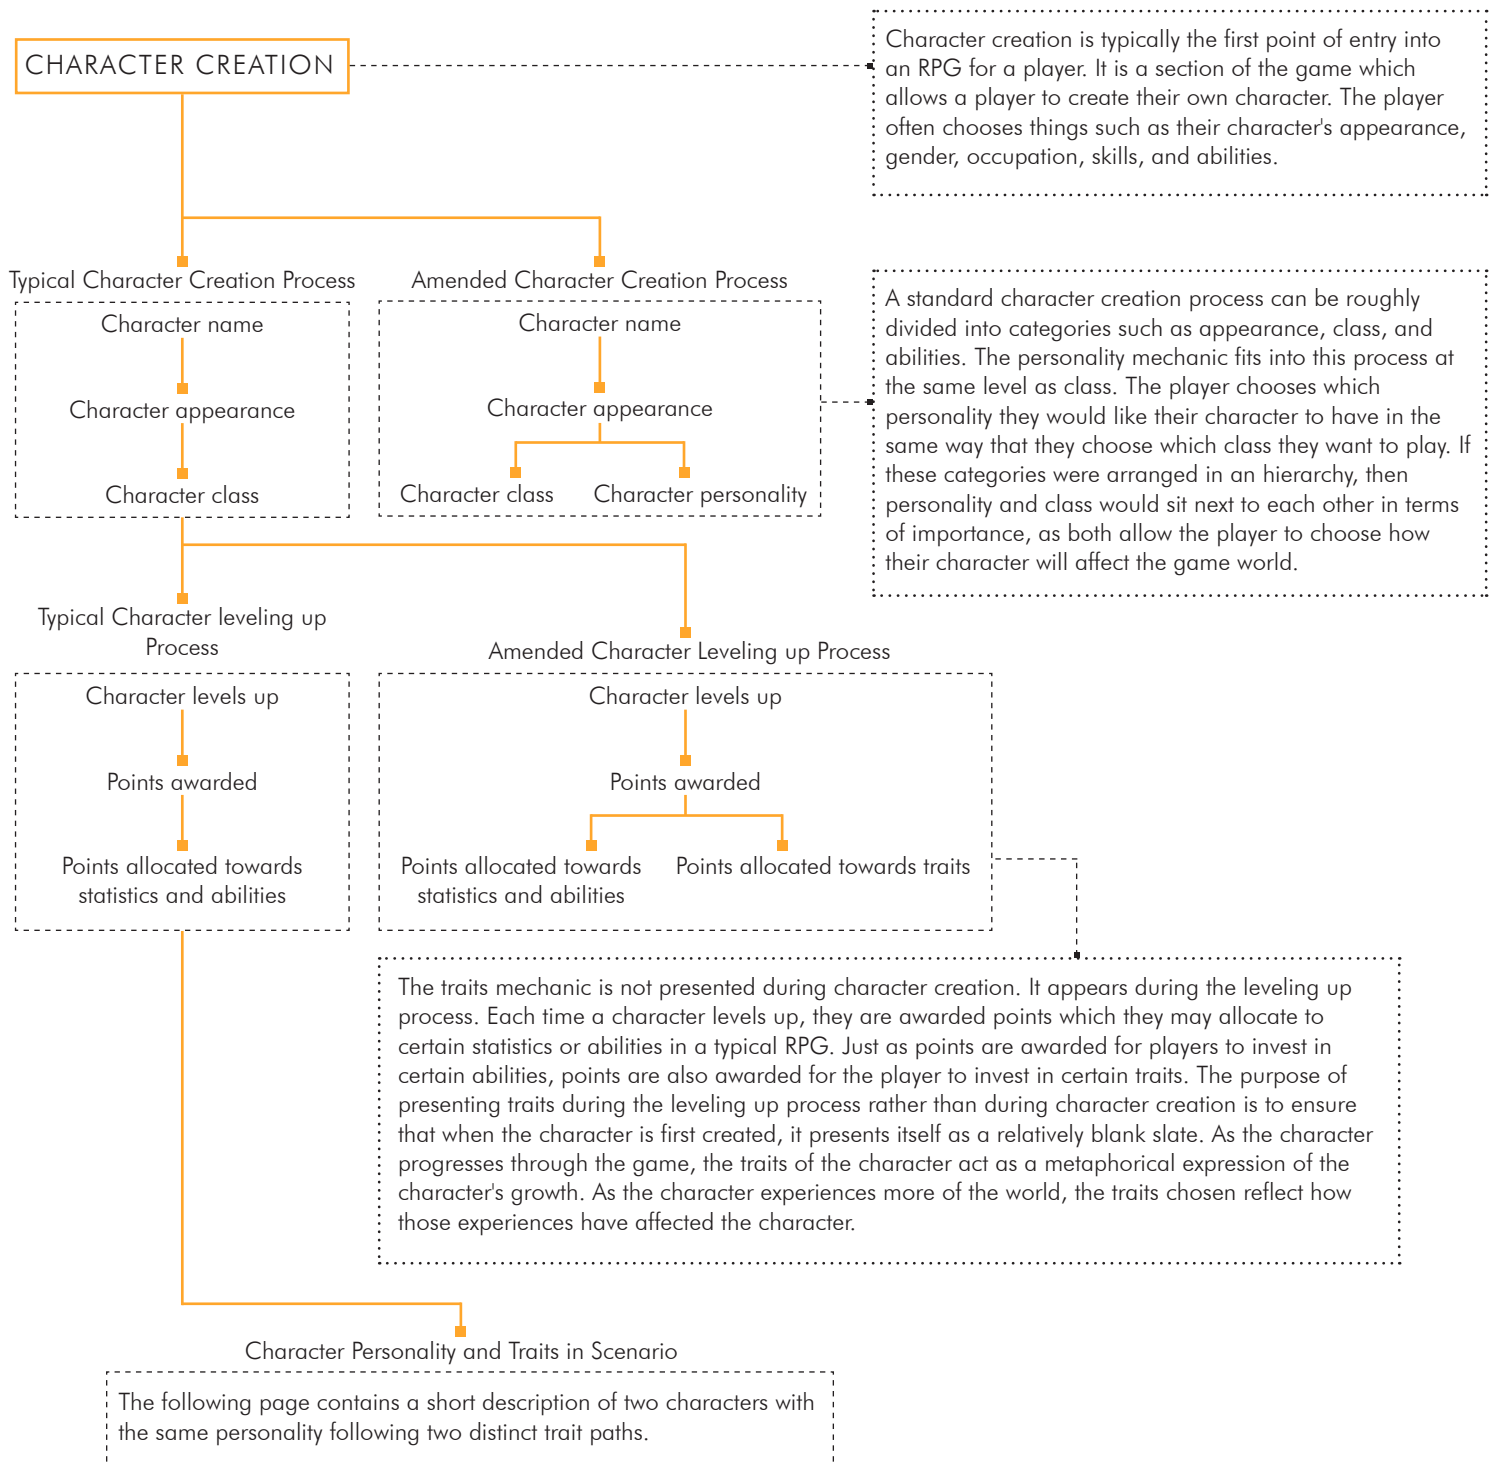 CHARACTER CREATION
Character creation is typically the first point of entry into
an RPG for a player. It is a section of the game which
allows a player to create their own character. The player
often chooses things such as their character's appearance,
gender, occupation, skills, and abilities.
Typical Character Creation Process
Character name
Character appearance
Character class
Amended Character Creation Process
Character name
Character appearance
Character class
Character personality
A standard character creation process can be roughly
divided into categories such as appearance, class, and
abilities. The personality mechanic fits into this process at
the same level as class. The player chooses which
personality they would like their character to have in the
same way that they choose which class they want to play. If
these categories were arranged in an hierarchy, then
personality and class would sit next to each other in terms
of importance, as both allow the player to choose how
their character will affect the game world.
Typical Character leveling up
Process
Character levels up
Points awarded
Points allocated towards
statistics and abilities
Amended Character Leveling up Process
Character levels up
Points awarded
Points allocated towards
statistics and abilities
Points allocated towards traits
The traits mechanic is not presented during character creation. It appears during the leveling up
process. Each time a character levels up, they are awarded points which they may allocate to
certain statistics or abilities in a typical RPG. Just as points are awarded for players to invest in
certain abilities, points are also awarded for the player to invest in certain traits. The purpose of
presenting traits during the leveling up process rather than during character creation is to ensure
that when the character is first created, it presents itself as a relatively blank slate. As the character
progresses through the game, the traits of the character act as a metaphorical expression of the
character's growth. As the character experiences more of the world, the traits chosen reflect how
those experiences have affected the character.
Character Personality and Traits in Scenario
The following page contains a short description of two characters with
the same personality following two distinct trait paths.